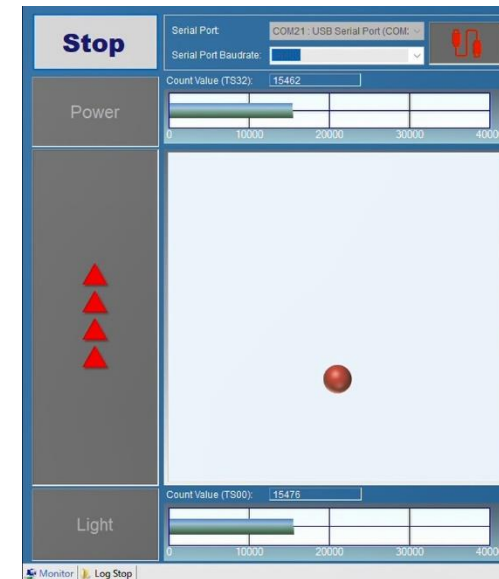 Stop
Serial Port:
COM21 : USB Serial Port (COM:
Serial Port Baudrate:
Power
Count Value (TS32):
15462
0 10000 20000 30000 4000
Light
Count Value (TS00):
15476
0 10000 20000 30000 4000
Monitor
Log Stop